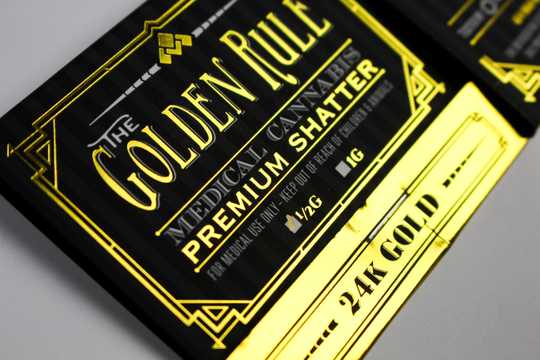 THE
GOLDEN RULE
MEDICAL CANNABIS
PREMIUM SHATTER
FOR MEDICAL USE ONLY - KEEP OUT OF REACH OF CHILDREN & ANIMALS
1/2G 1G
24K GOLD